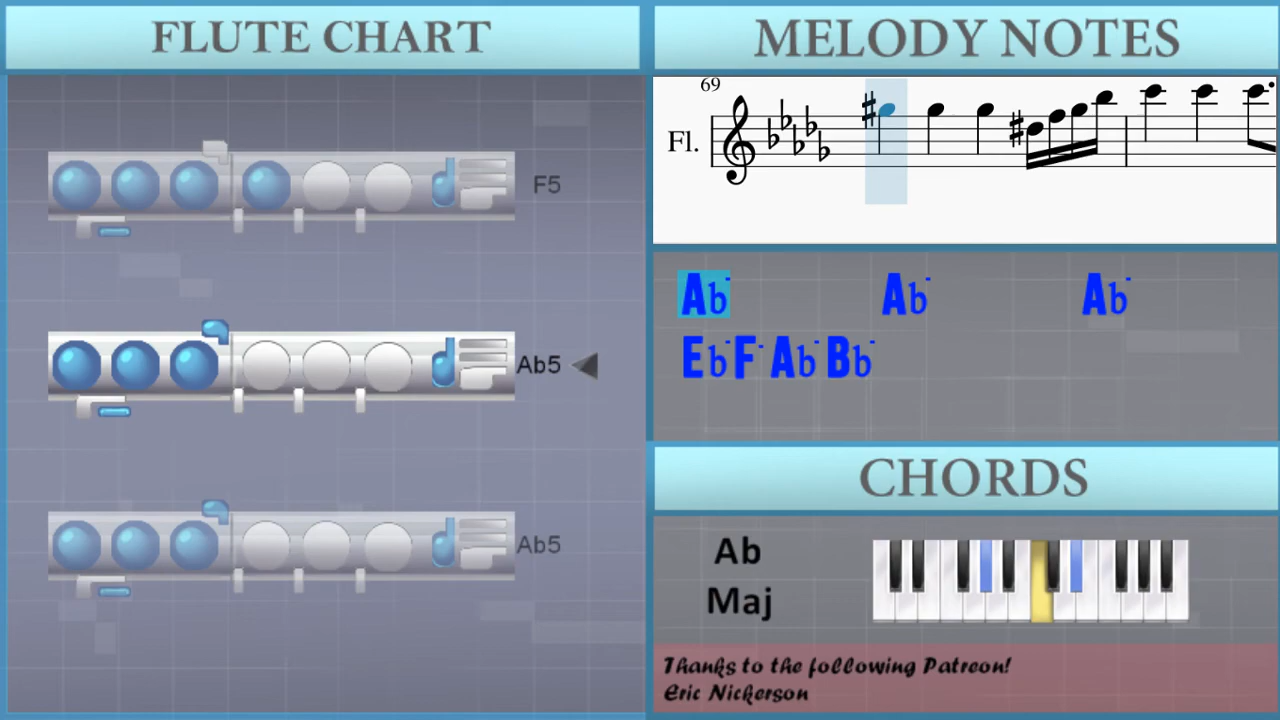 FLUTE CHART
F5
Ab5
Ab5
MELODY NOTES
69
Fl.
Ab Ab Ab
Eb F Ab Bb
CHORDS
Ab
Maj
Thanks to the following Patreon!
Eric Nickerson